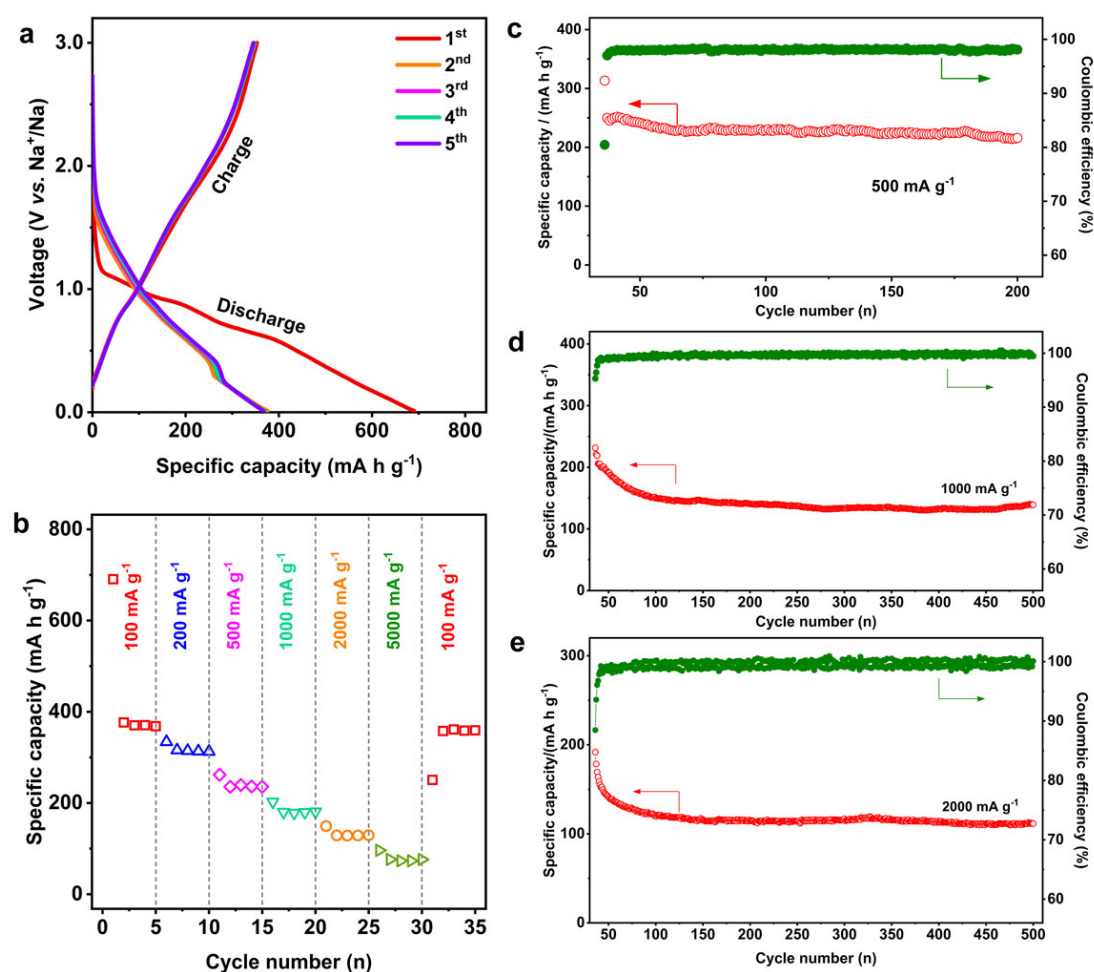 a
3.0
2.0
1.0
0.0
Voltage (V vs. Na⁺/Na)
1ˢᵗ
2ⁿᵈ
3ʳᵈ
4ᵗʰ
5ᵗʰ
Charge
Discharge
0 200 400 600 800
Specific capacity (mA h g⁻¹)
b
800
600
400
200
0
Specific capacity (mA h g⁻¹)
100 mA g⁻¹
200 mA g⁻¹
500 mA g⁻¹
1000 mA g⁻¹
2000 mA g⁻¹
5000 mA g⁻¹
100 mA g⁻¹
0 5 10 15 20 25 30 35
Cycle number (n)
c
400
350
300
250
200
150
100
50
0
Specific capacity / (mA h g⁻¹)
500 mA g⁻¹
100
90
80
70
60
Coulombic efficiency (%)
50 100 150 200
Cycle number (n)
d
400
350
300
250
200
150
100
50
0
Specific capacity/(mA h g⁻¹)
1000 mA g⁻¹
100
90
80
70
60
Coulombic efficiency (%)
50 100 150 200 250 300 350 400 450 500
Cycle number (n)
e
300
200
100
0
Specific capacity/(mA h g⁻¹)
2000 mA g⁻¹
100
90
80
70
60
Coulombic efficiency (%)
50 100 150 200 250 300 350 400 450 500
Cycle number (n)